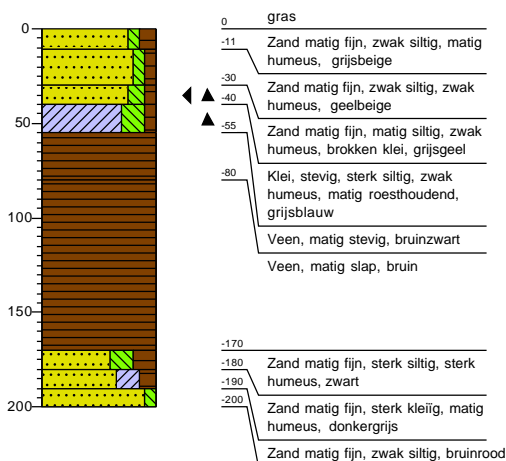 0
50
100
150
200
0
gras
-11
Zand matig fijn, zwak siltig, matig
humeus, grijsbeige
-30
Zand matig fijn, zwak siltig, zwak
humeus, geelbeige
-40
Zand matig fijn, matig siltig, zwak
humeus, brokken klei, grijsgeel
-55
Klei, stevig, sterk siltig, zwak
humeus, matig roesthoudend,
grijsblauw
-80
Veen, matig stevig, bruinzwart
Veen, matig slap, bruin
-170
-180
Zand matig fijn, sterk siltig, sterk
humeus, zwart
-190
-200
Zand matig fijn, sterk kleiïg, matig
humeus, donkergrijs
Zand matig fijn, zwak siltig, bruinrood